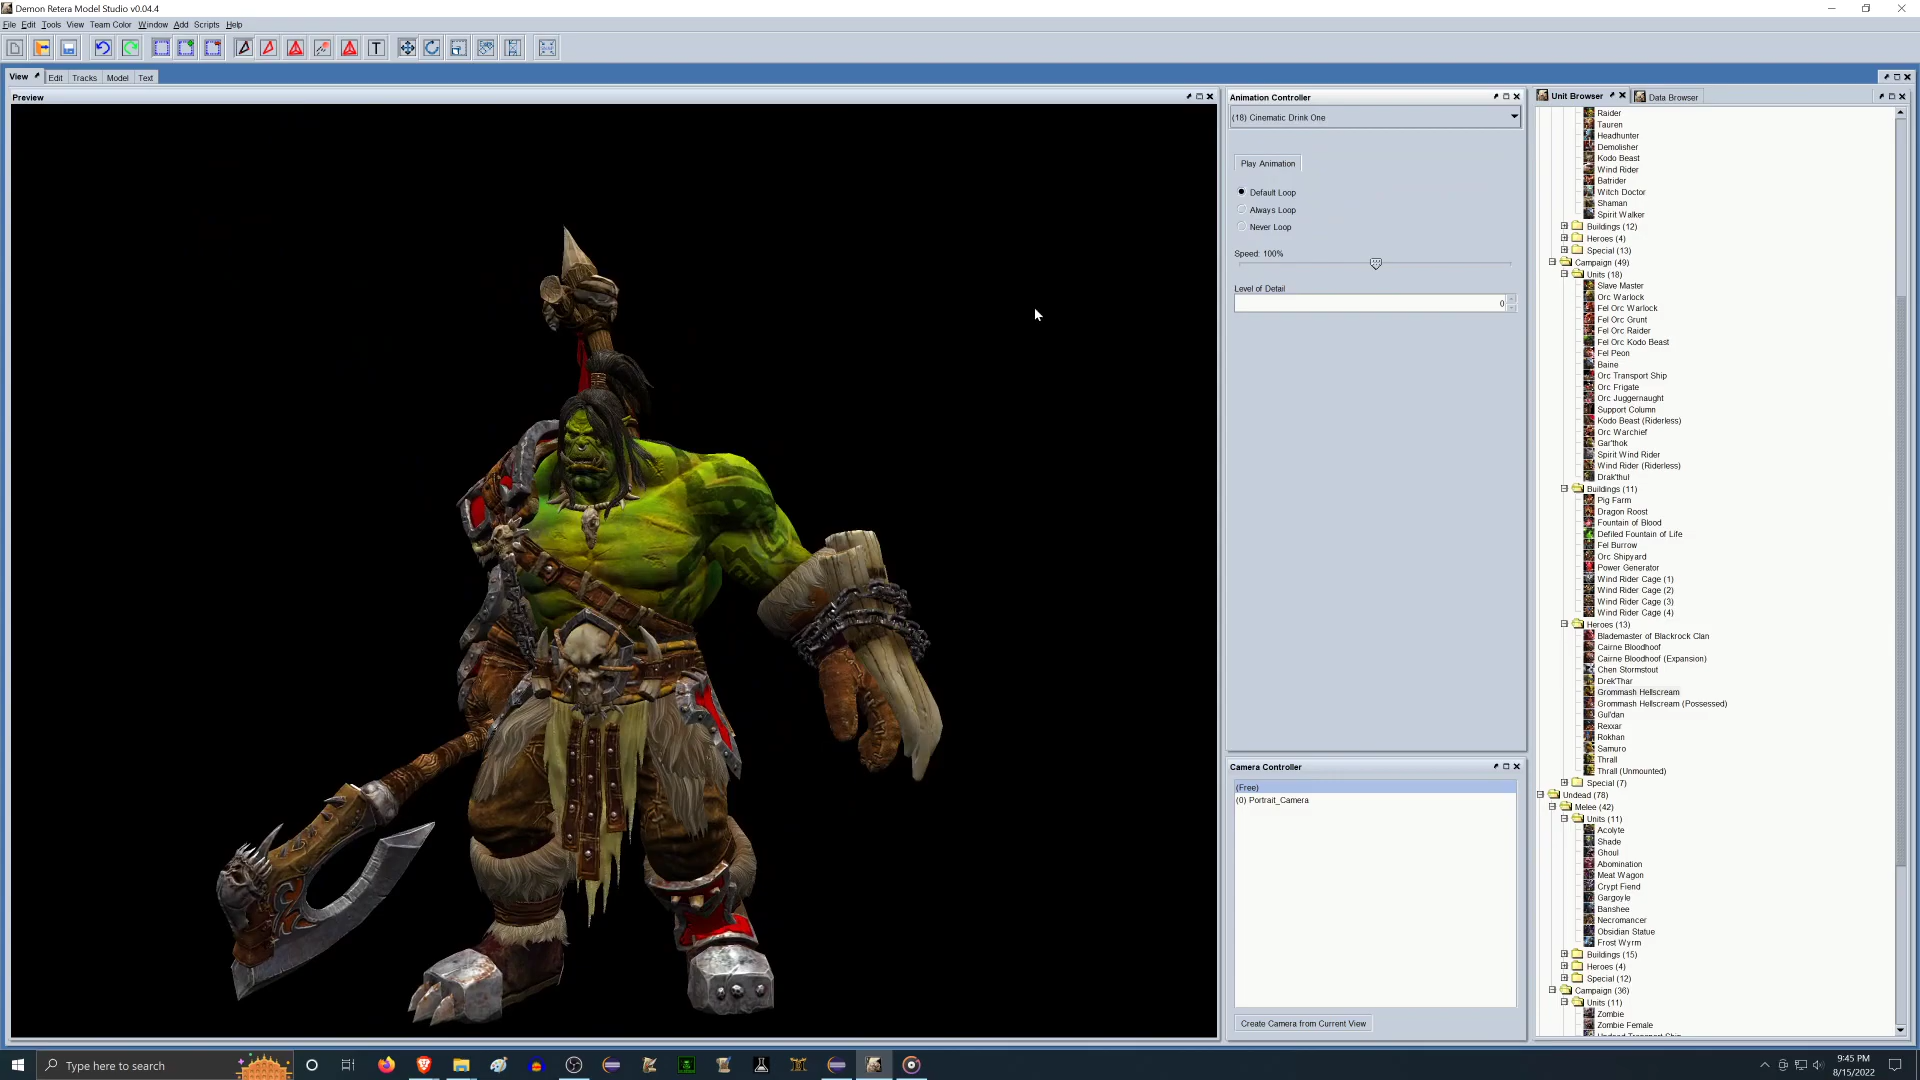 Demon Retera Model Studio v0.04.4
File Edit Tools View Team Color Window Add Scripts Help
T
View Edit Tracks Model Text
Preview
Animation Controller
(18) Cinematic Drink One
Play Animation
Default Loop
Always Loop
Never Loop
Speed: 100%
Level of Detail
0
Camera Controller
(Free)
(0) Portrait_Camera
Create Camera from Current View
Unit Browser
Data Browser
Raider
Tauren
Headhunter
Demolisher
Kodo Beast
Wind Rider
Batrider
Witch Doctor
Shaman
Spirit Walker
Buildings (12)
Heroes (4)
Special (13)
Campaign (49)
Units (18)
Slave Master
Orc Warlock
Fel Orc Warlock
Fel Orc Grunt
Fel Orc Raider
Fel Orc Kodo Beast
Fel Peon
Baine
Orc Transport Ship
Orc Frigate
Orc Juggernaught
Support Column
Kodo Beast (Riderless)
Orc Warchief
Gar'thok
Spirit Wind Rider
Wind Rider (Riderless)
Drak'thul
Buildings (11)
Pig Farm
Dragon Roost
Fountain of Blood
Defiled Fountain of Life
Fel Burrow
Orc Shipyard
Power Generator
Wind Rider Cage (1)
Wind Rider Cage (2)
Wind Rider Cage (3)
Wind Rider Cage (4)
Heroes (13)
Blademaster of Blackrock Clan
Cairne Bloodhoof
Cairne Bloodhoof (Expansion)
Chen Stormstout
Drek'Thar
Grommash Hellscream
Grommash Hellscream (Possessed)
Gul'dan
Rexxar
Rokhan
Samuro
Thrall
Thrall (Unmounted)
Special (7)
Undead (78)
Melee (42)
Units (11)
Acolyte
Shade
Ghoul
Abomination
Meat Wagon
Crypt Fiend
Gargoyle
Banshee
Necromancer
Obsidian Statue
Frost Wyrm
Buildings (15)
Heroes (4)
Special (12)
Campaign (36)
Units (11)
Zombie
Zombie Female
Type here to search
9:45 PM
8/15/2022